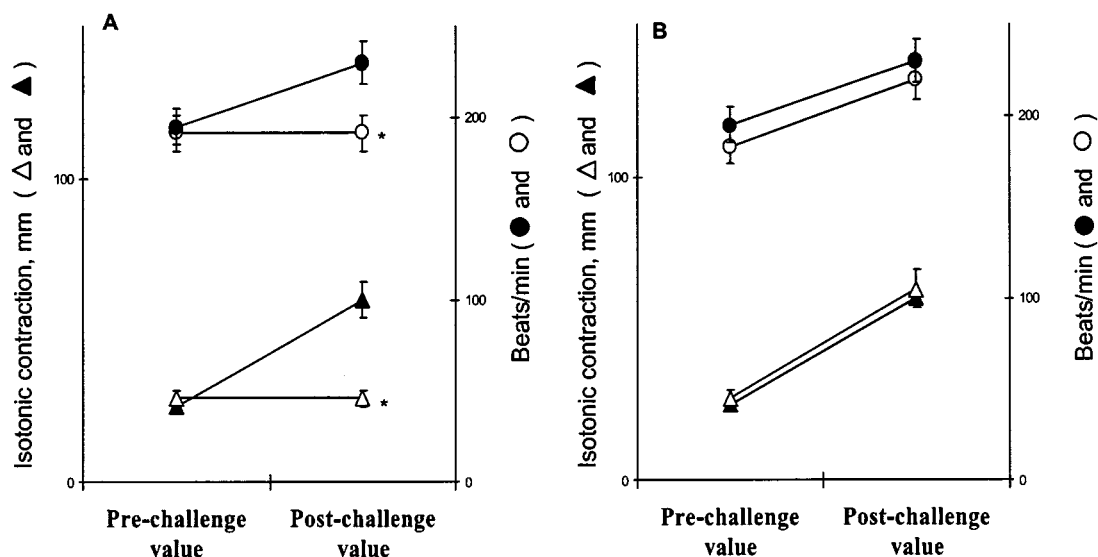 A
Isotonic contraction, mm ( △ and ▲ )
100
0
200
100
0
Beats/min ( ● and ○ )
*
*
Pre-challenge
value
Post-challenge
value
B
Isotonic contraction, mm ( △ and ▲ )
100
0
200
100
0
Beats/min ( ● and ○ )
Pre-challenge
value
Post-challenge
value